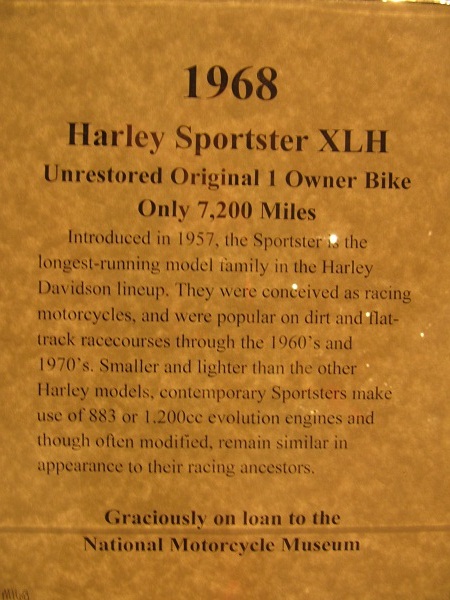 1968
Harley Sportster XLH
Unrestored Original 1 Owner Bike
Only 7,200 Miles
Introduced in 1957, the Sportster is the
longest-running model family in the Harley
Davidson lineup. They were conceived as racing
motorcycles, and were popular on dirt and flat-
track racecourses through the 1960's and
1970's. Smaller and lighter than the other
Harley models, contemporary Sportsters make
use of 883 or 1.200cc evolution engines and
though often modified, remain similar in
appearance to their racing ancestors.
Graciously on loan to the
National Motorcycle Museum